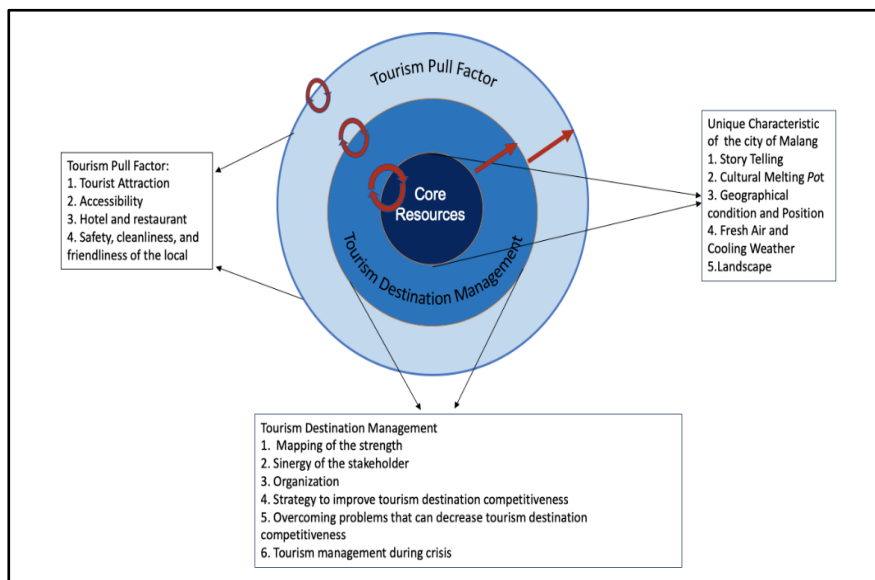 Tourism Pull Factor
Core
Resources
Tourism Destination Management
Tourism Pull Factor:
1. Tourist Attraction
2. Accessibility
3. Hotel and restaurant
4. Safety, cleanliness, and
friendliness of the local
Unique Characteristic
of the city of Malang
1. Story Telling
2. Cultural Melting Pot
3. Geographical
condition and Position
4. Fresh Air and
Cooling Weather
5.Landscape
Tourism Destination Management
1. Mapping of the strength
2. Sinergy of the stakeholder
3. Organization
4. Strategy to improve tourism destination competitiveness
5. Overcoming problems that can decrease tourism destination
competitiveness
6. Tourism management during crisis